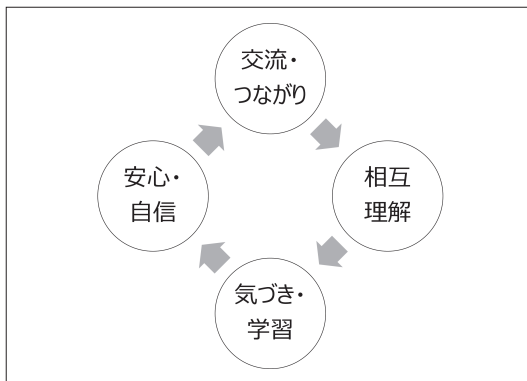 交流・
つながり
相互
理解
気づき・
学習
安心・
自信